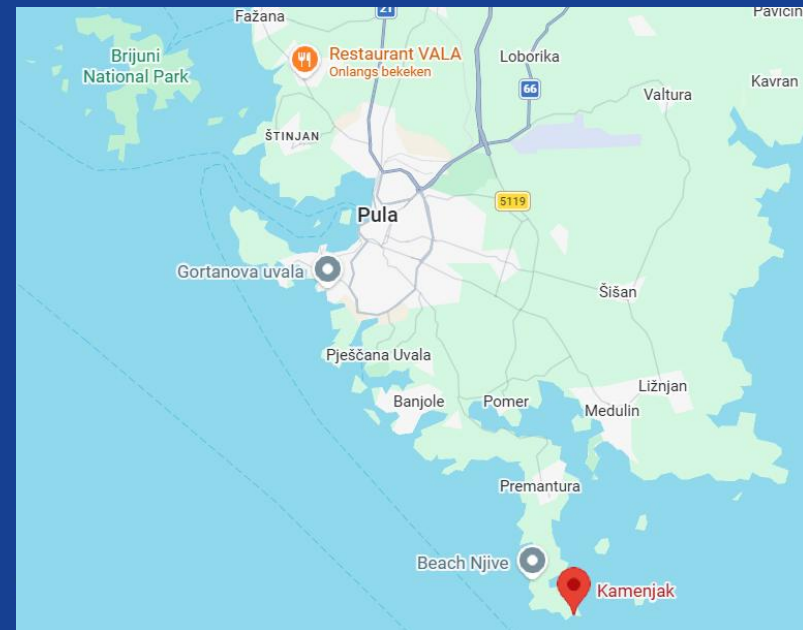 Fažana
21
Pavićin
Brijuni
National Park
Restaurant VALA
Onlangs bekeken
Loborika
66
Valtura
Kavran
ŠTINJAN
5119
Pula
Gortanova uvala
Šišan
Pješčana Uvala
Ližnjan
Banjole
Pomer
Medulin
Premantura
Beach Njive
Kamenjak